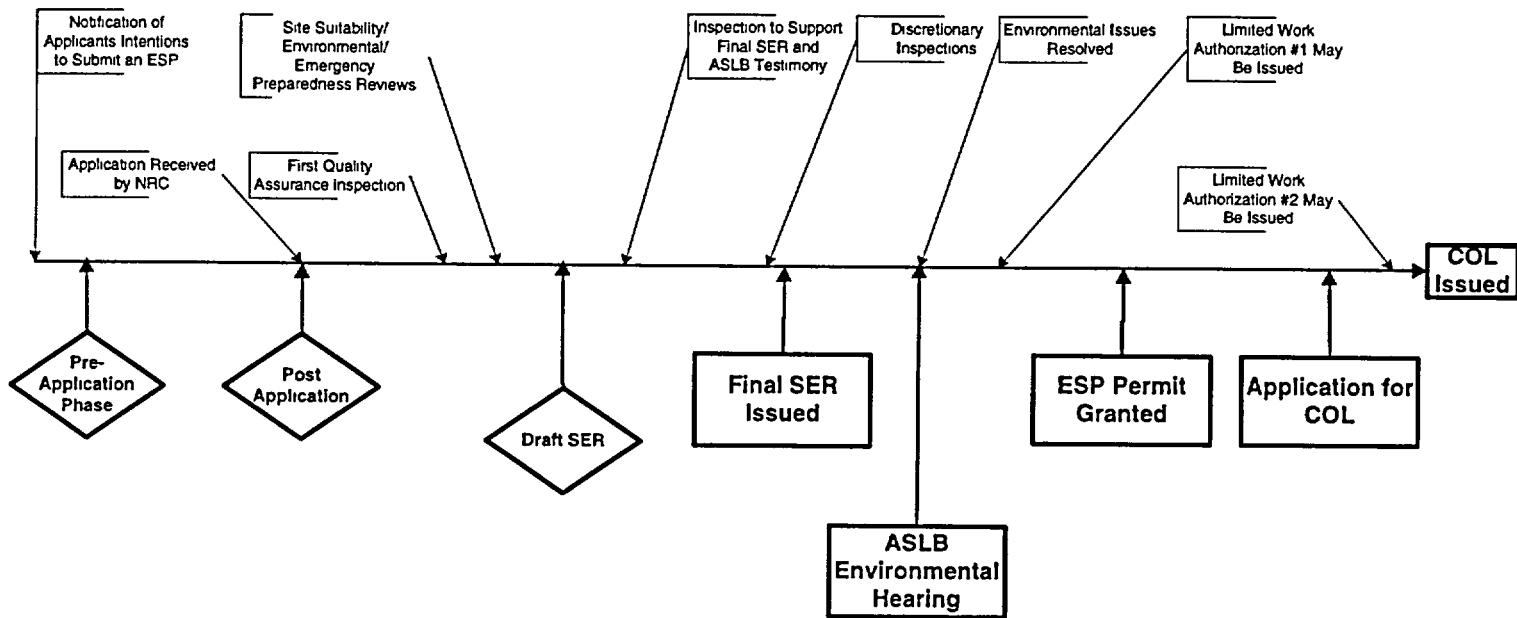 Notification of
Applicants Intentions
to Submit an ESP
Site Suitability/
Environmental/
Emergency
Preparedness Reviews
Inspection to Support
Final SER and
ASLB Testimony
Discretionary
Inspections
Environmental Issues
Resolved
Limited Work
Authorization #1 May
Be Issued
Application Received
by NRC
First Quality
Assurance Inspection
Limited Work
Authorization #2 May
Be Issued
COL
Issued
Pre-
Application
Phase
Post
Application
Draft SER
Final SER
Issued
ASLB
Environmental
Hearing
ESP Permit
Granted
Application for
COL